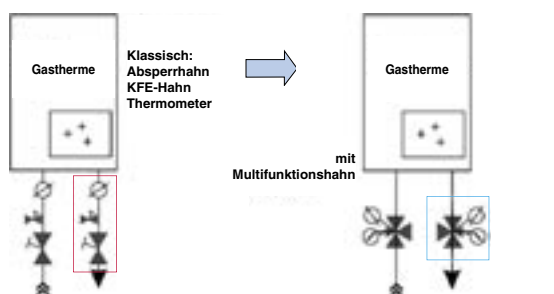 Gastherme
Klassisch:
Absperrhahn
KFE-Hahn
Thermometer
Gastherme
mit
Multifunktionshahn